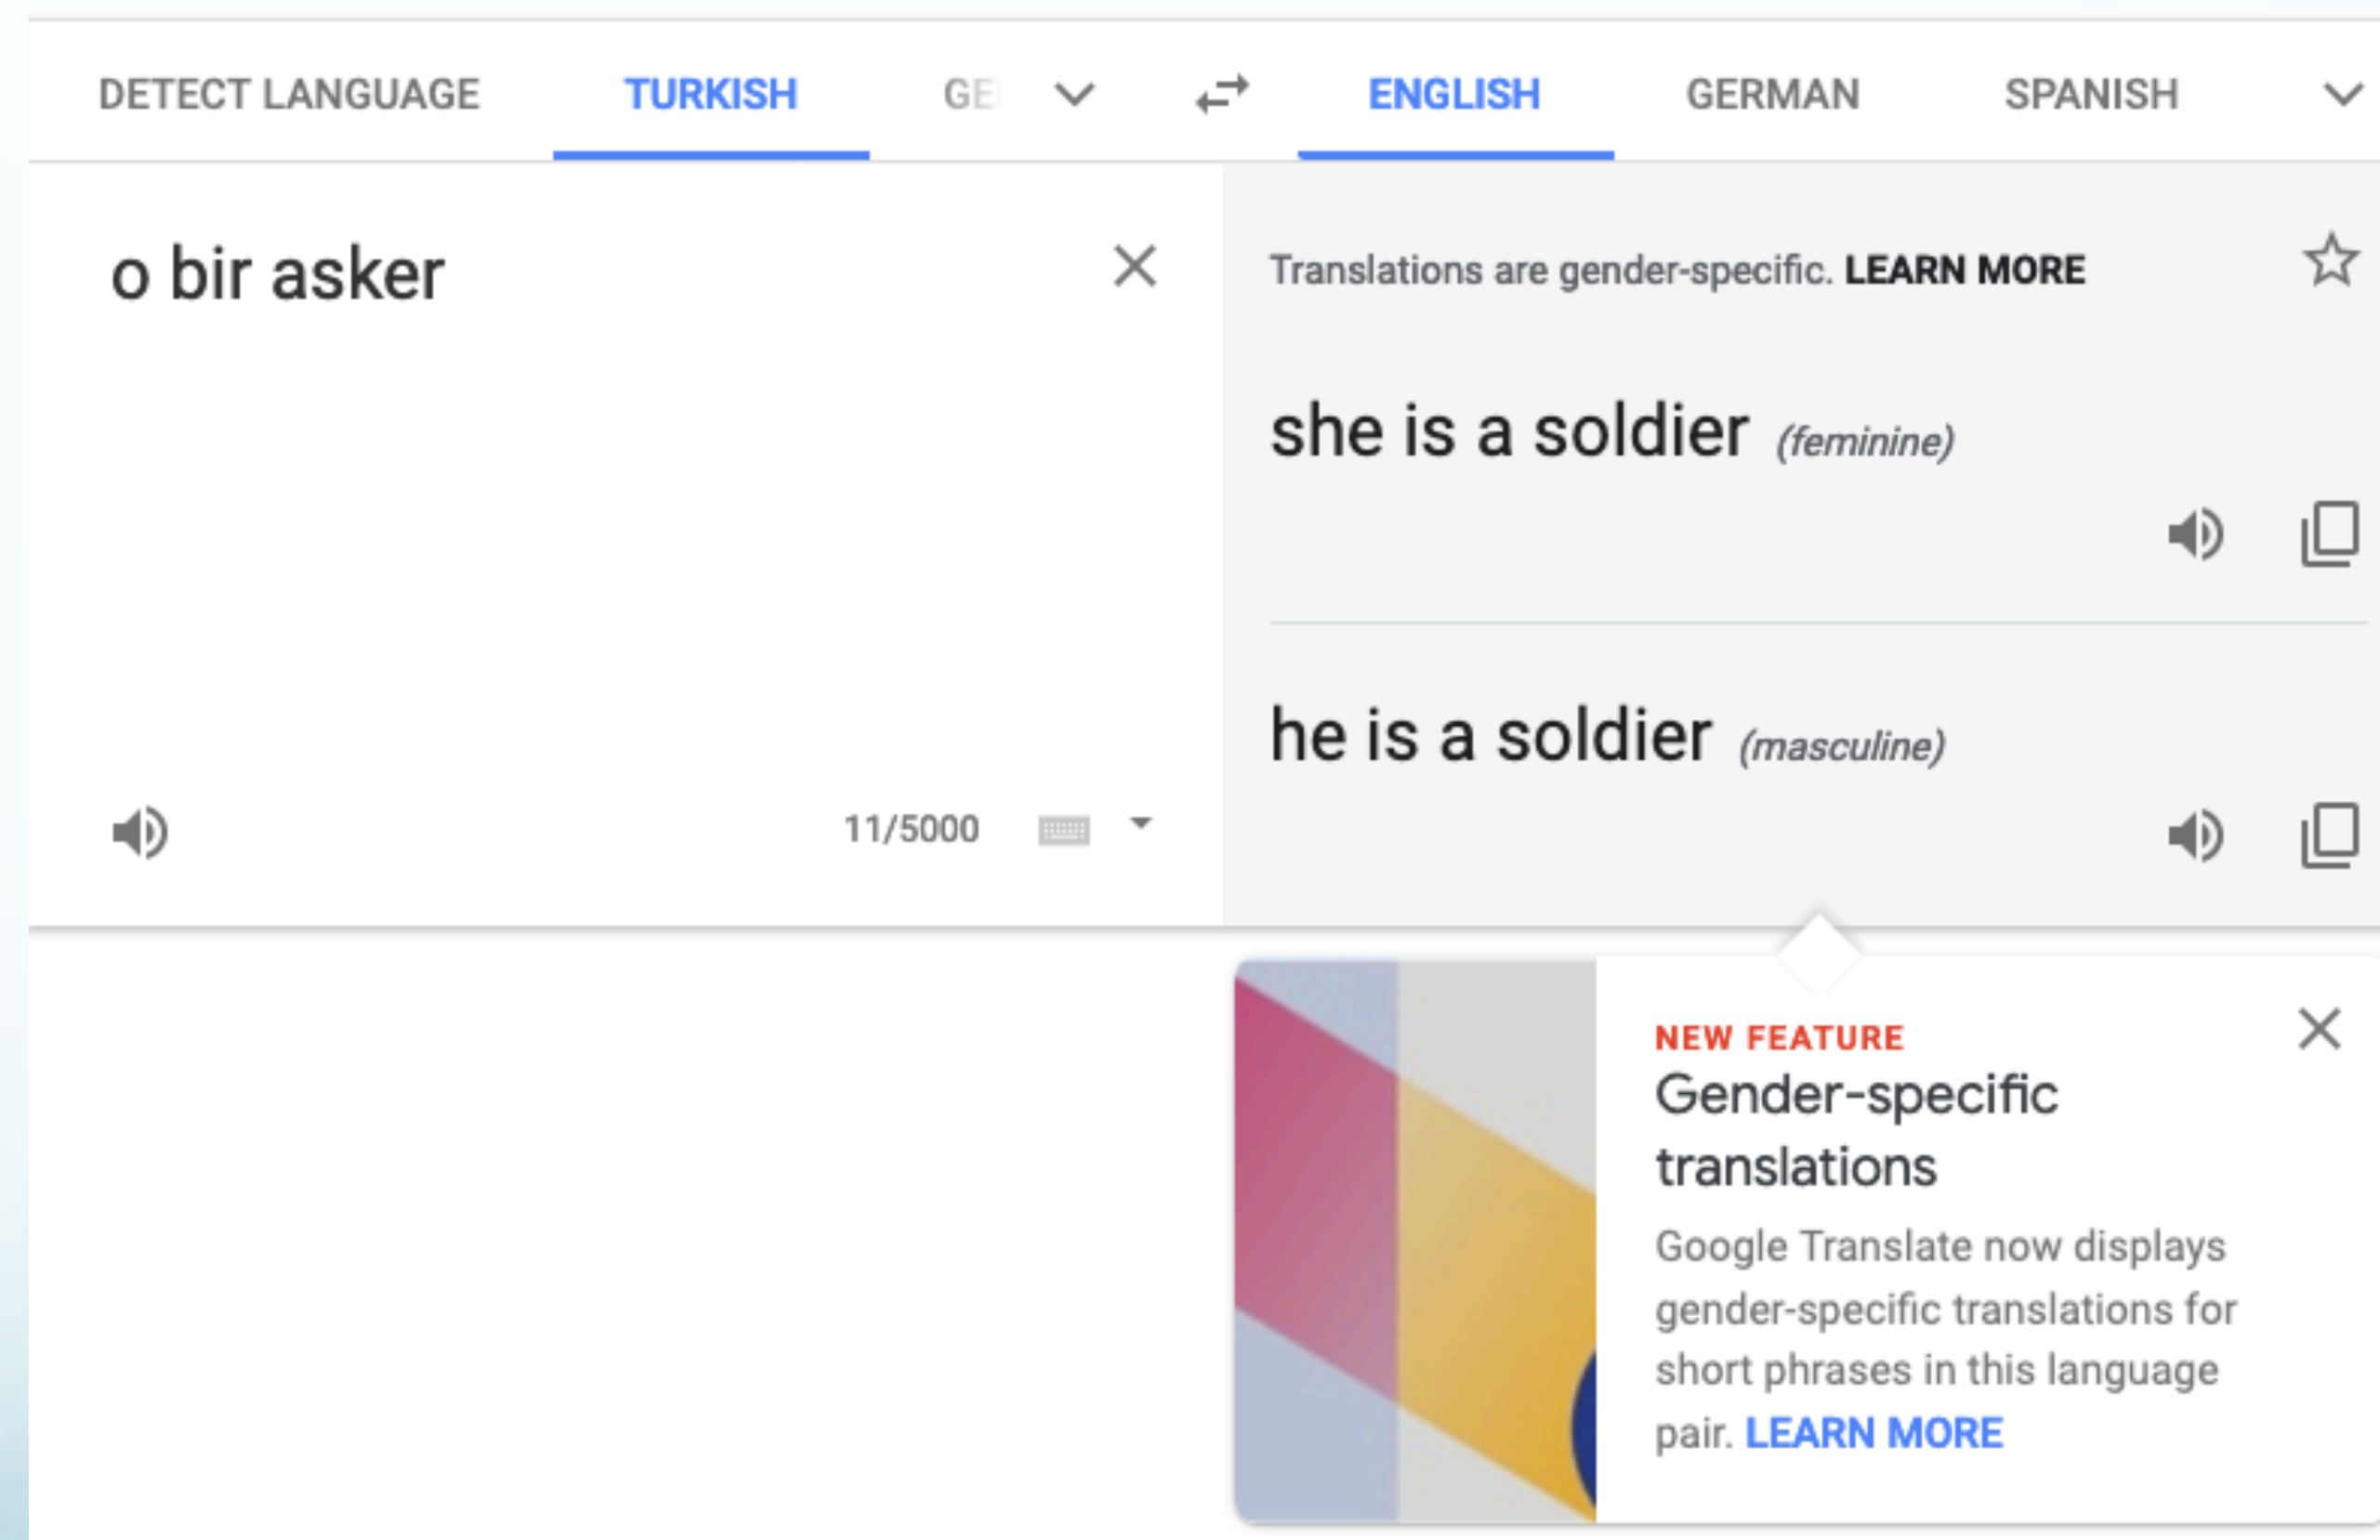 DETECT LANGUAGE TURKISH GE ENGLISH GERMAN SPANISH
o bir asker
11/5000
Translations are gender-specific. LEARN MORE
she is a soldier (feminine)
he is a soldier (masculine)
NEW FEATURE
Gender-specific
translations
Google Translate now displays
gender-specific translations for
short phrases in this language
pair. LEARN MORE